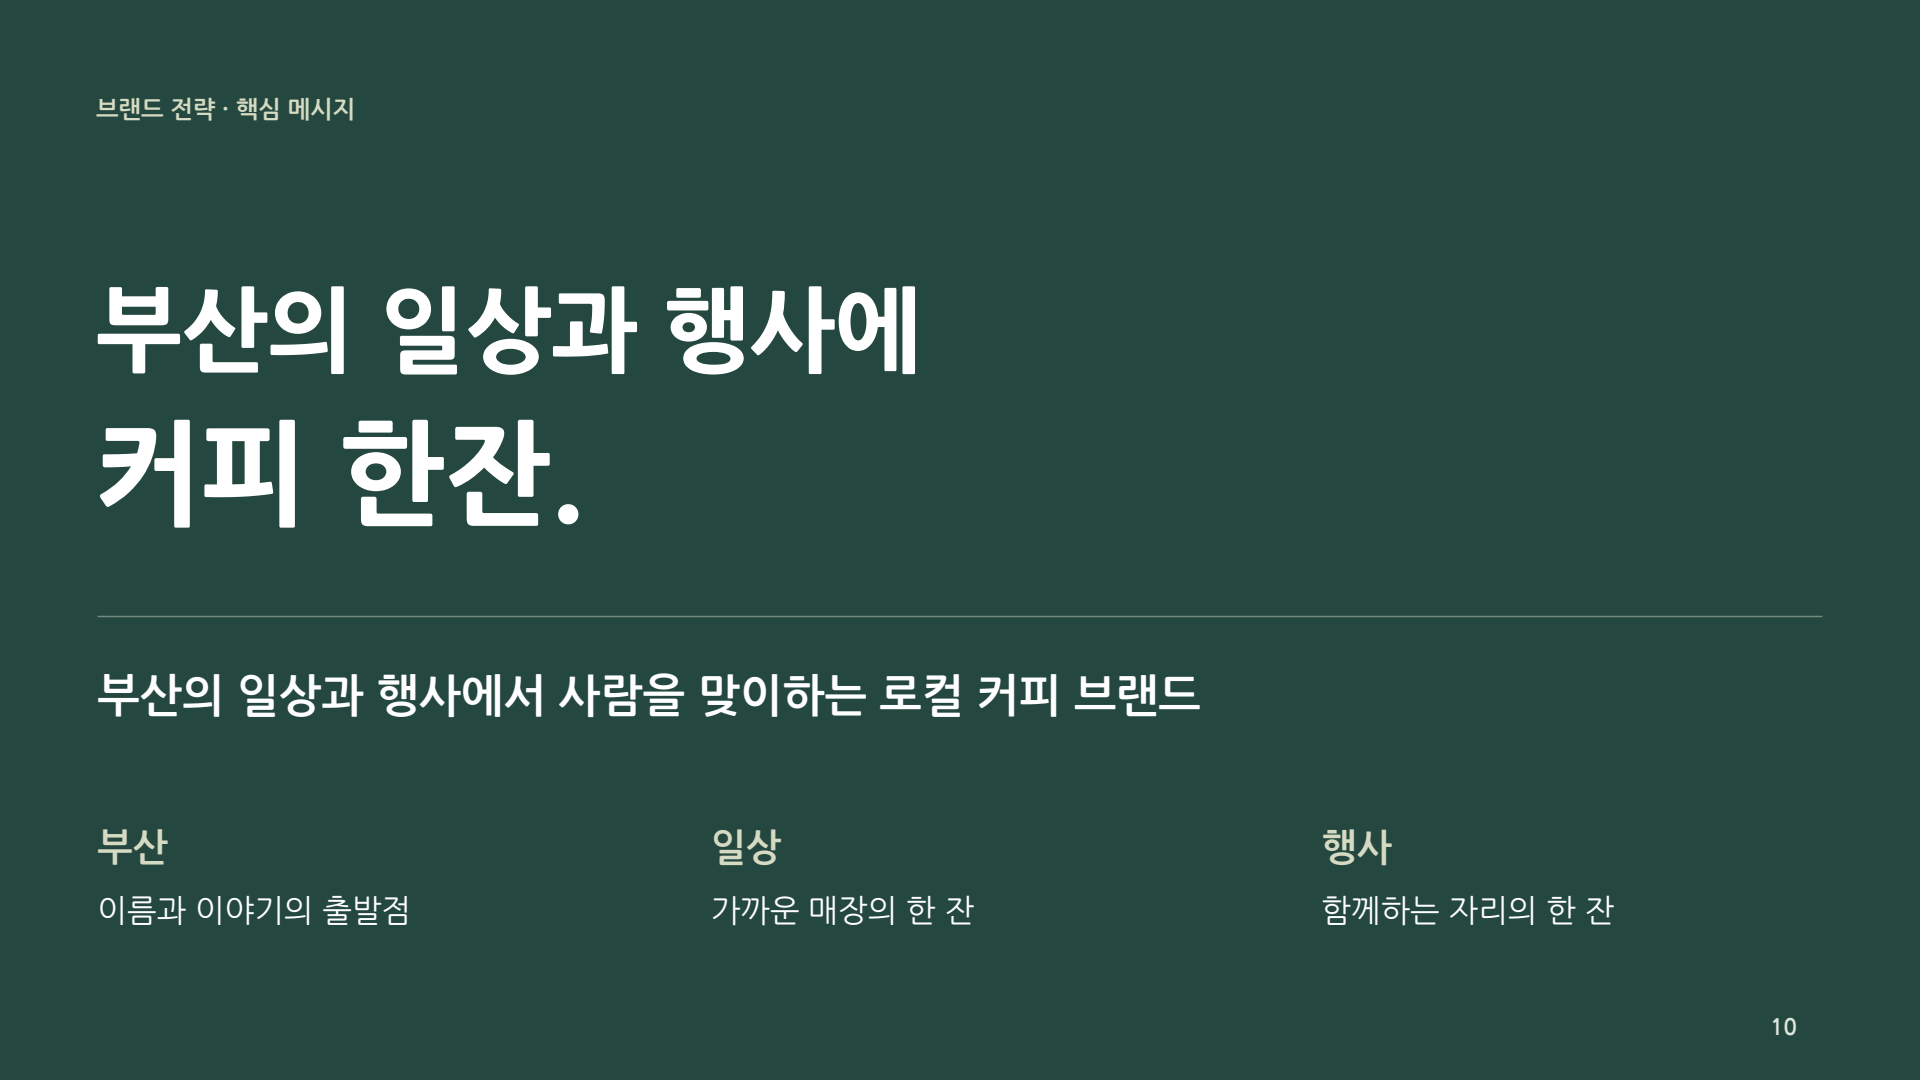 브랜드 전략 · 핵심 메시지
부산의 일상과 행사에
커피 한잔.
부산의 일상과 행사에서 사람을 맞이하는 로컬 커피 브랜드
부산
이름과 이야기의 출발점
일상
가까운 매장의 한 잔
행사
함께하는 자리의 한 잔
10